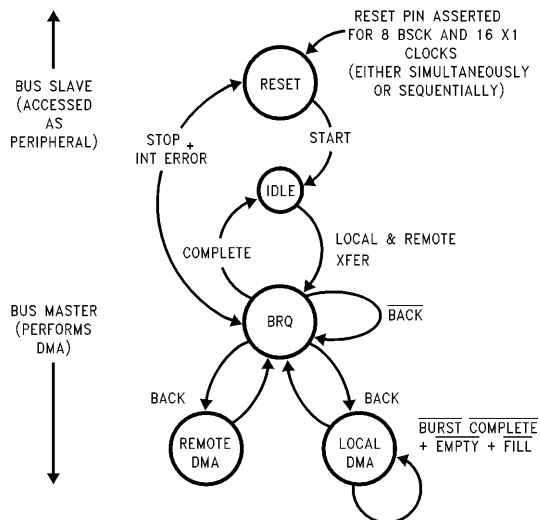 RESET PIN ASSERTED
FOR 8 BSCK AND 16 X1
CLOCKS
(EITHER SIMULTANEOUSLY
OR SEQUENTIALLY)
RESET
BUS SLAVE
(ACCESSED
AS
PERIPHERAL)
STOP +
INT ERROR
START
IDLE
COMPLETE
LOCAL & REMOTE
XFER
BUS MASTER
(PERFORMS
DMA)
BRQ
BACK
BACK
BACK
REMOTE
DMA
LOCAL
DMA
BURST COMPLETE
+ EMPTY + FILL